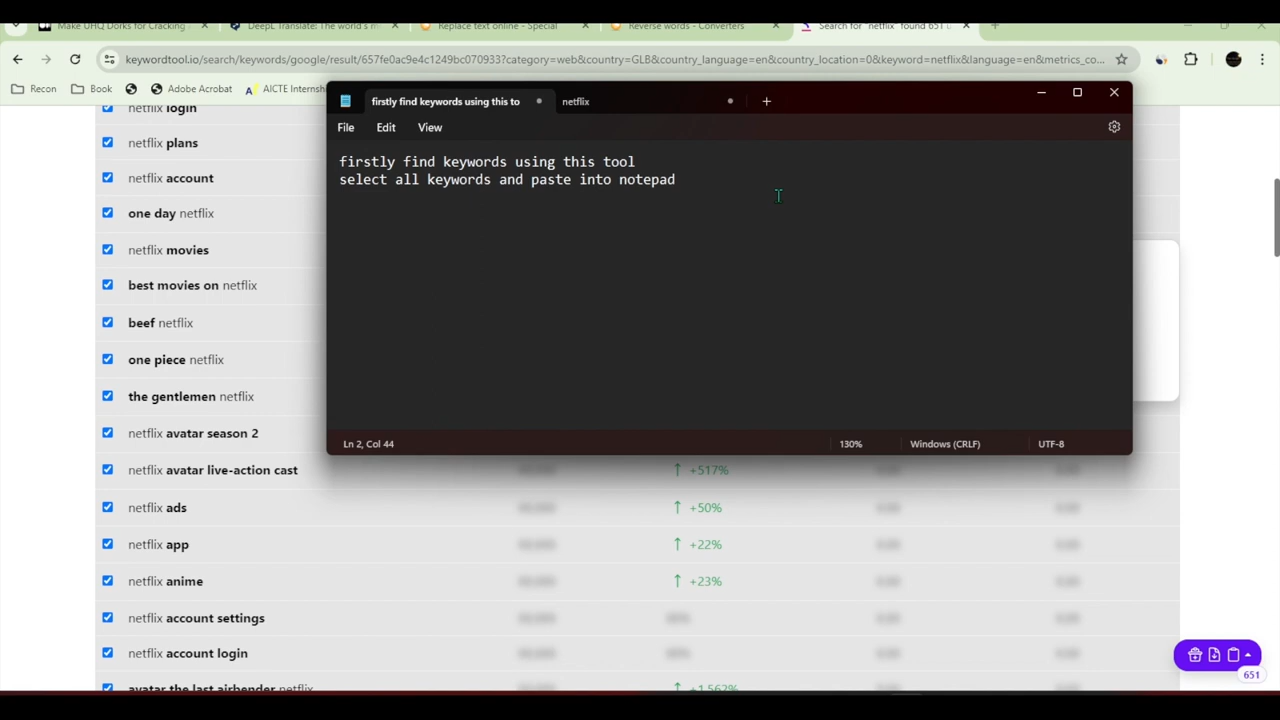 Make UHQ Dorks for Cracking
DeepL Translate: The world's m
Replace text online - Special
Reverse words - Converters
Search for "netflix" found 651
keywordtool.io/search/keywords/google/result/657fe0ac9e4c1249bc070933?category=web&country=GLB&country_language=en&country_location=0&keyword=netflix&language=en&metrics_co...
Recon
Book
Adobe Acrobat
AICTE Internsh
firstly find keywords using this to
netflix
File
Edit
View
firstly find keywords using this tool
select all keywords and paste into notepad
Ln 2, Col 44
130%
Windows (CRLF)
UTF-8
netflix login
netflix plans
netflix account
one day netflix
netflix movies
best movies on netflix
beef netflix
one piece netflix
the gentlemen netflix
netflix avatar season 2
netflix avatar live-action cast
↑ +517%
netflix ads
↑ +50%
netflix app
↑ +22%
netflix anime
↑ +23%
netflix account settings
netflix account login
avatar the last airbender netflix
↑ +1,562%
651